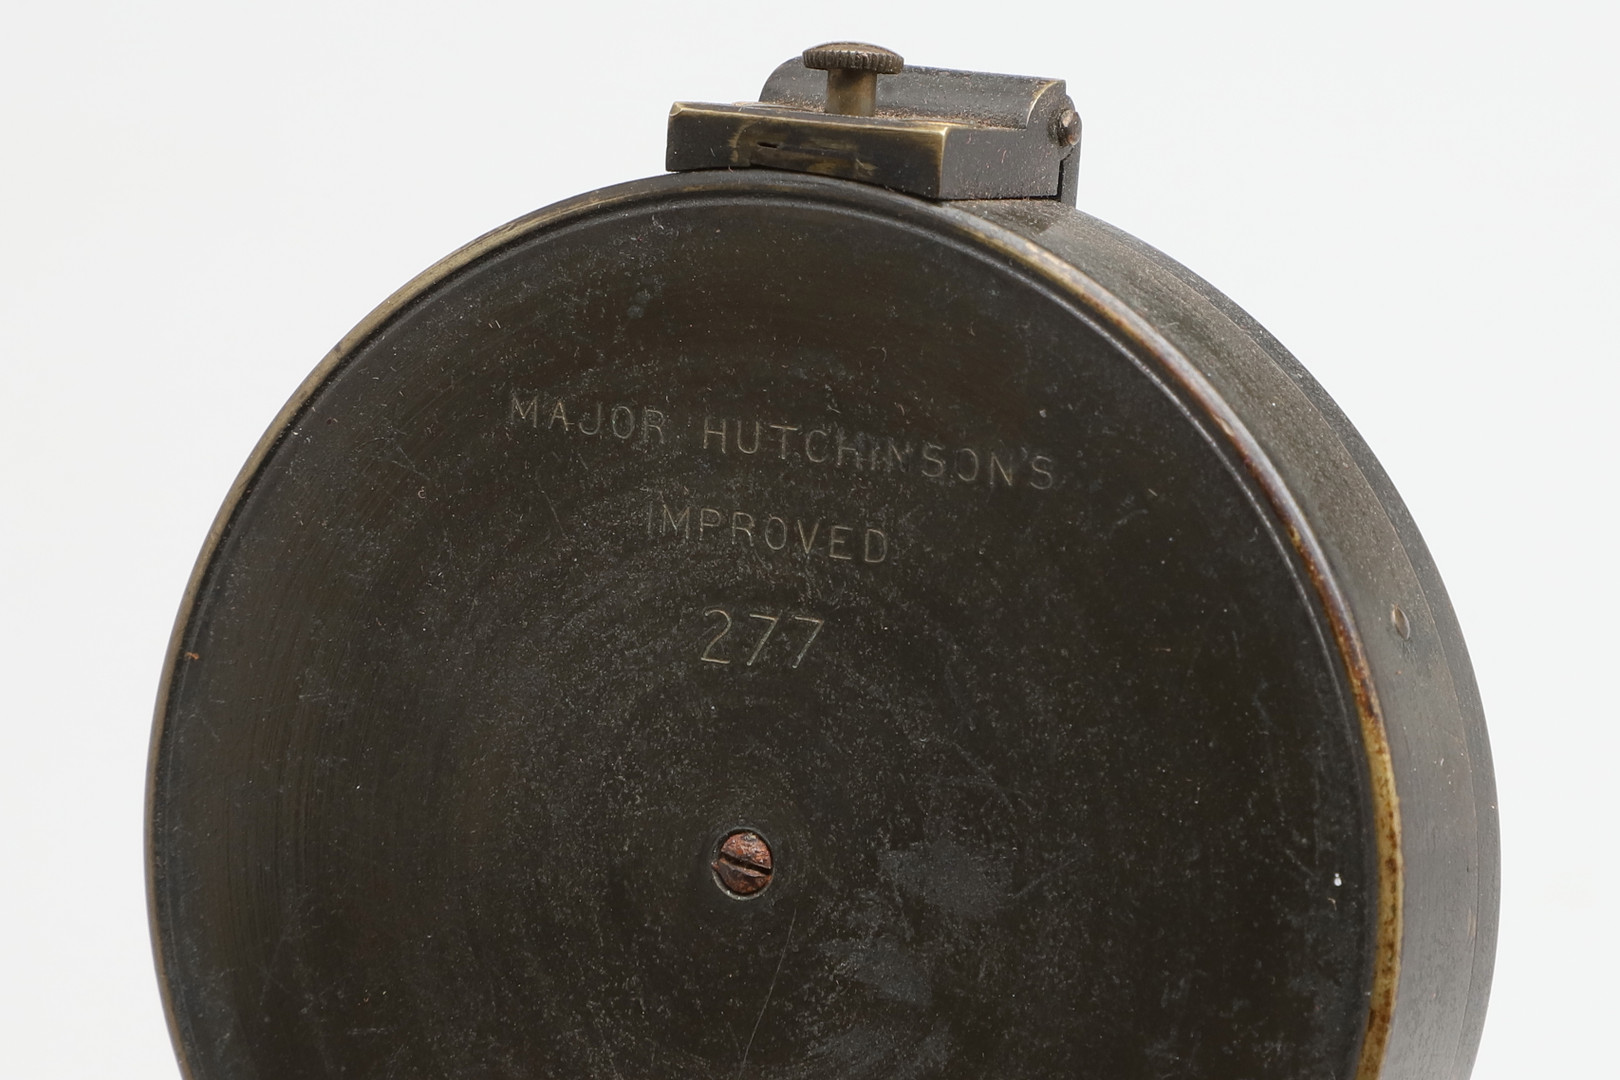 MAJOR HUTCHINSON'S
IMPROVED
277